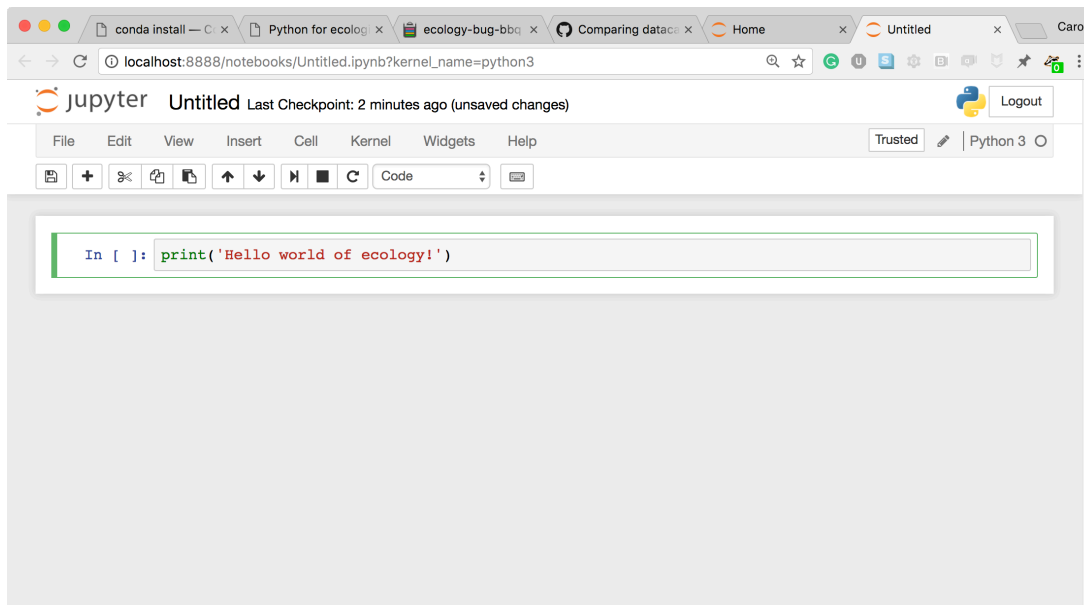 conda install — C
Python for ecolog
ecology-bug-bbq
Comparing dataca
Home
Untitled
Caro
localhost:8888/notebooks/Untitled.ipynb?kernel_name=python3
jupyter Untitled Last Checkpoint: 2 minutes ago (unsaved changes)
Logout
File Edit View Insert Cell Kernel Widgets Help
Trusted
Python 3
Code
In [ ]: print('Hello world of ecology!')